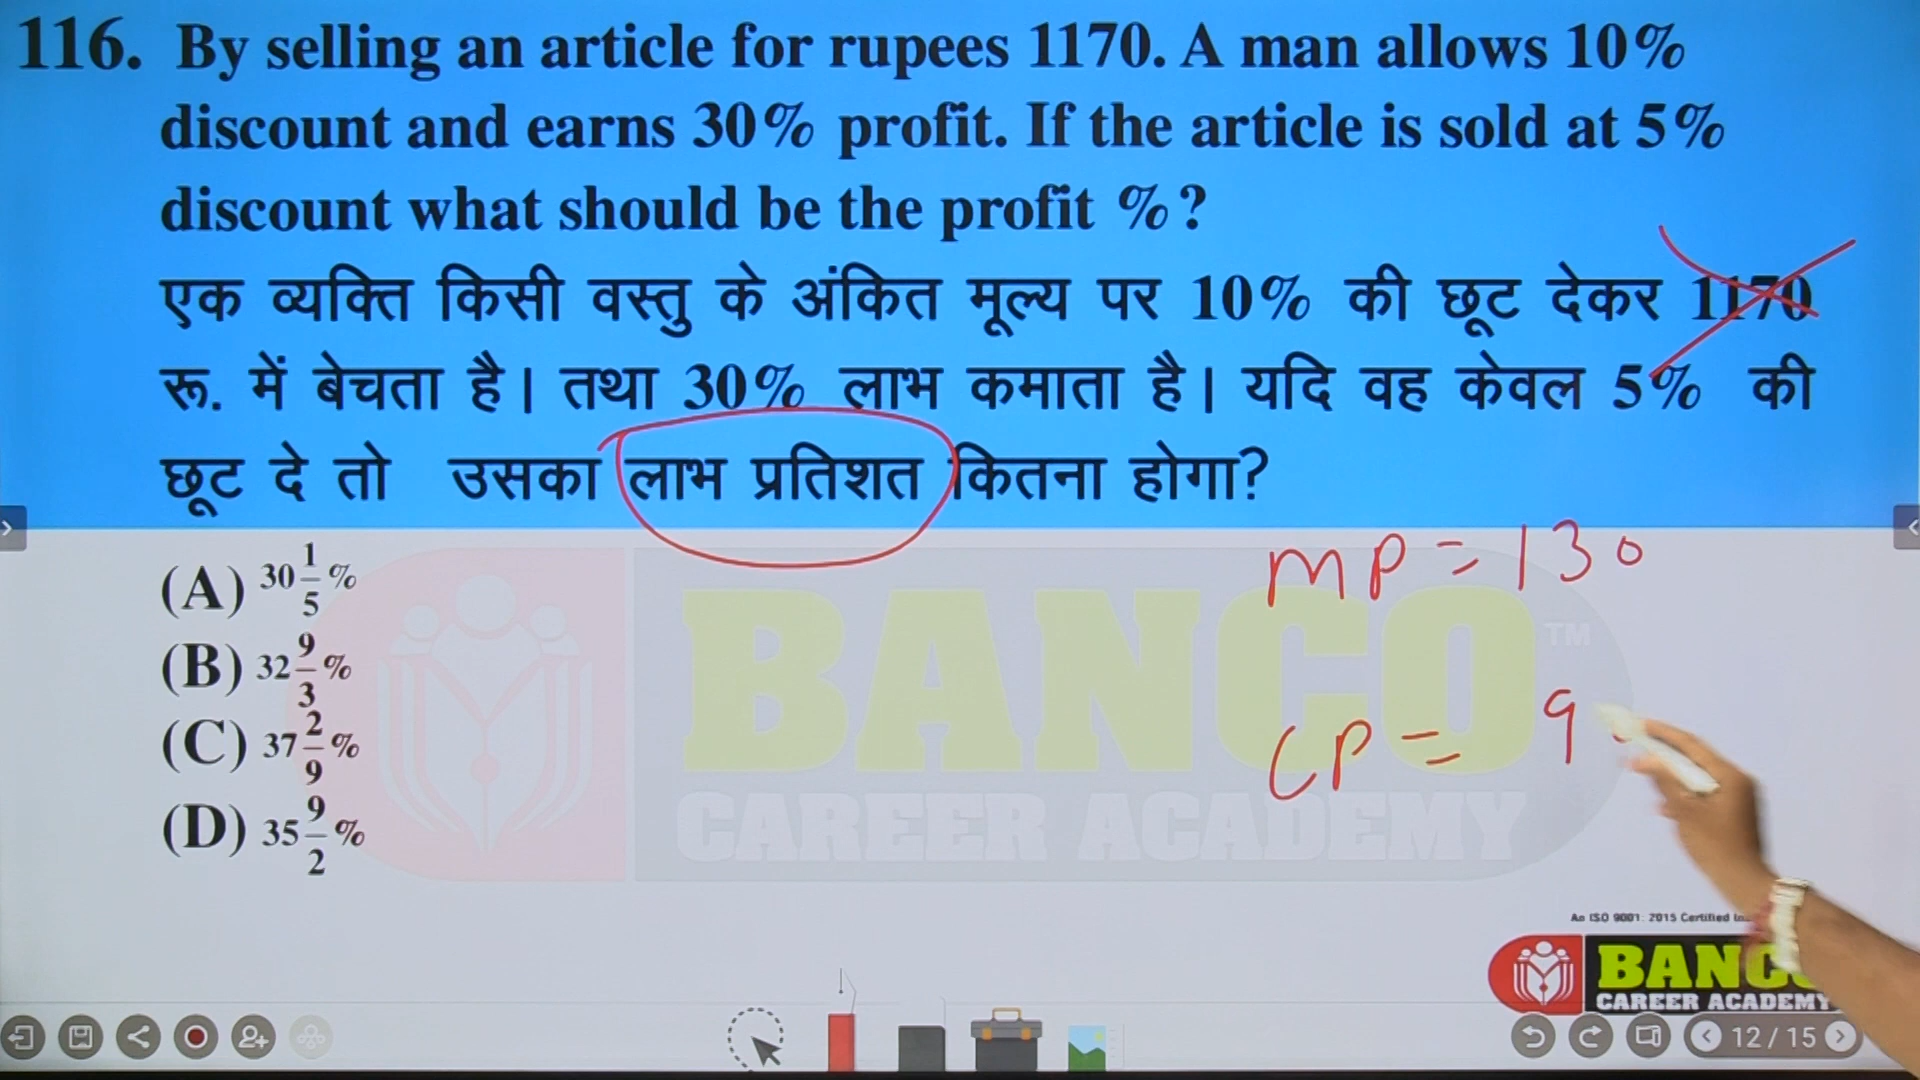 116. By selling an article for rupees 1170. A man allows 10%
discount and earns 30% profit. If the article is sold at 5%
discount what should be the profit %?
एक व्यक्ति किसी वस्तु के अंकित मूल्य पर 10% की छूट देकर 1170
रू. में बेचता है। तथा 30% लाभ कमाता है। यदि वह केवल 5% की
छूट दे तो उसका लाभ प्रतिशत कितना होगा?
(A) 30 1/5 %
(B) 32 9/3 %
(C) 37 2/9 %
(D) 35 9/2 %
MP = 130
CP = 9
BANCO TM
CAREER ACADEMY
An ISO 9001: 2015 Certified
BANCO
CAREER ACADEMY
12/15